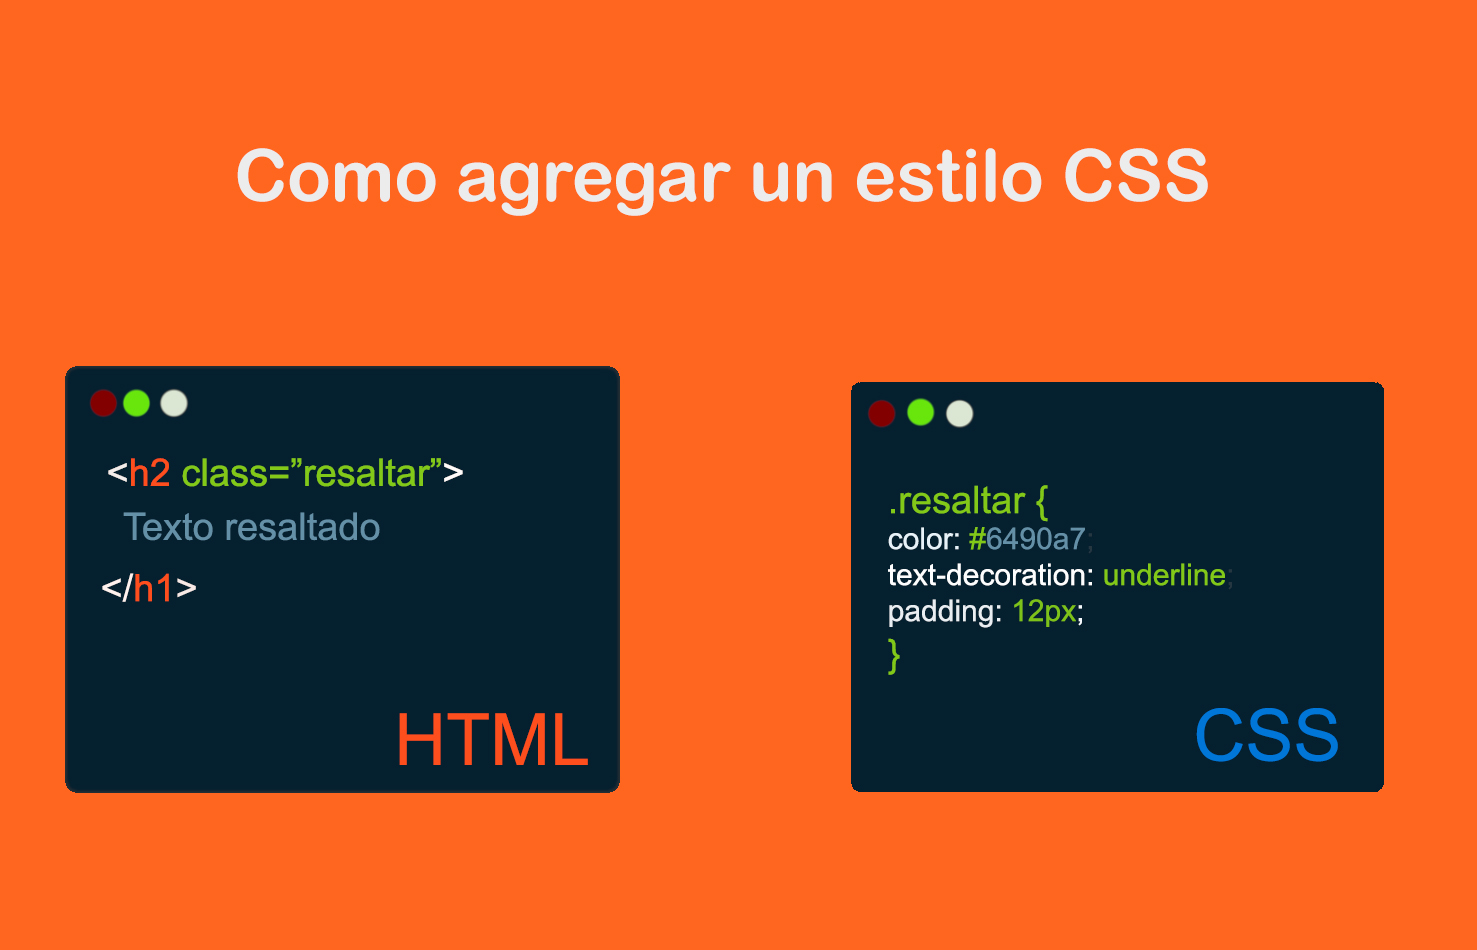 Como agregar un estilo CSS
<h2 class=”resaltar”>
Texto resaltado
</h1>
HTML
.resaltar {
color: #6490a7;
text-decoration: underline;
padding: 12px;
}
CSS